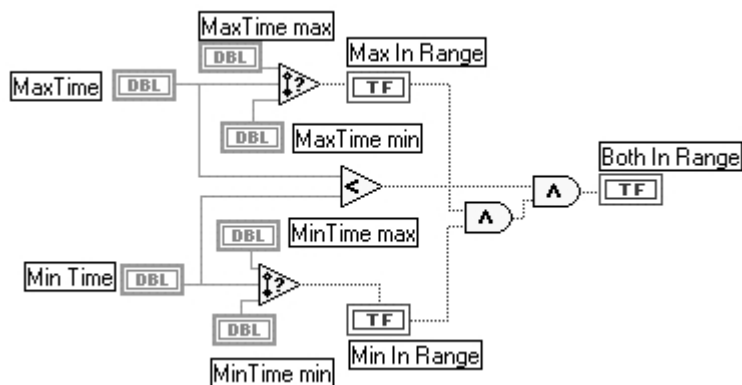 MaxTime max
DBL
Max In Range
MaxTime
DBL
?
TF
DBL
MaxTime min
Both In Range
<
Λ
TF
Λ
DBL
MinTime max
Min Time
DBL
?
DBL
TF
MinTime min
Min In Range